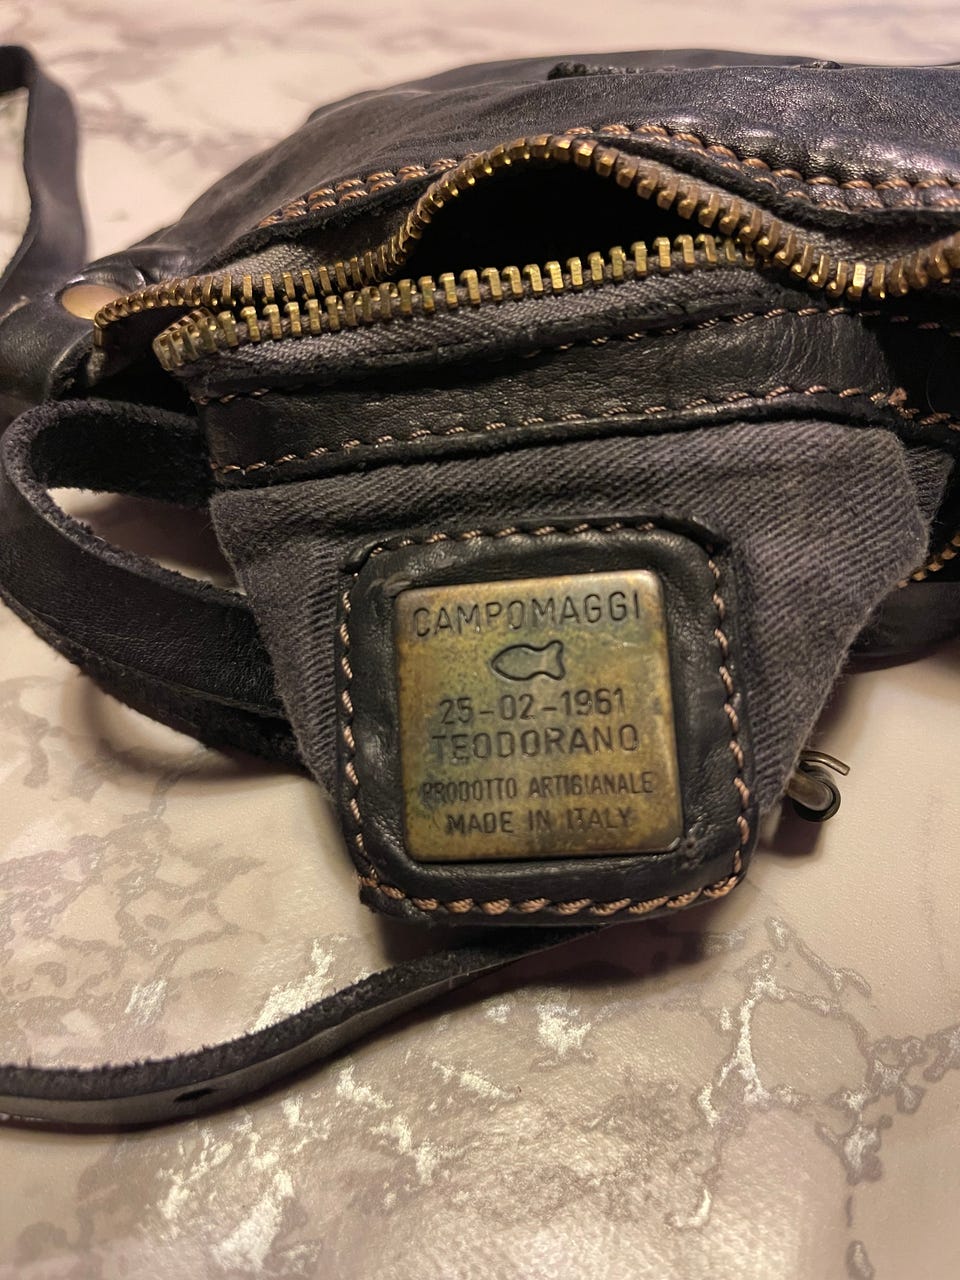 CAMPOMAGGI
25-02-1961
TEODORANO
PRODOTTO ARTIGIANALE
MADE IN ITALY